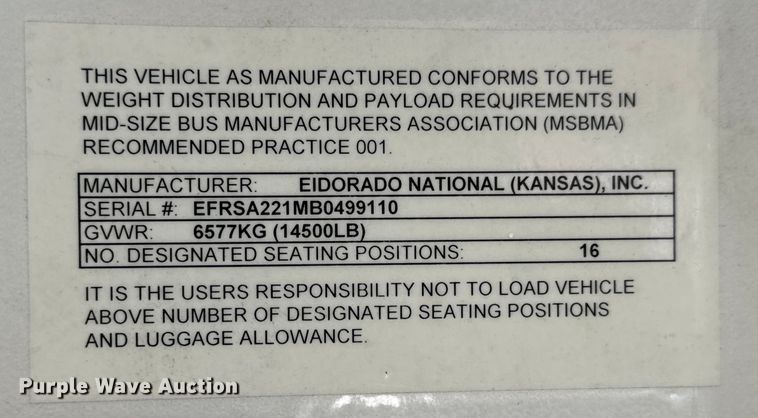 THIS VEHICLE AS MANUFACTURED CONFORMS TO THE
WEIGHT DISTRIBUTION AND PAYLOAD REQUIREMENTS IN
MID-SIZE BUS MANUFACTURERS ASSOCIATION (MSBMA)
RECOMMENDED PRACTICE 001.
MANUFACTURER: EIDORADO NATIONAL (KANSAS), INC.
SERIAL #: EFRSA221MB0499110
GVWR: 6577KG (14500LB)
NO. DESIGNATED SEATING POSITIONS: 16
IT IS THE USERS RESPONSIBILITY NOT TO LOAD VEHICLE
ABOVE NUMBER OF DESIGNATED SEATING POSITIONS
AND LUGGAGE ALLOWANCE.
Purple Wave Auction